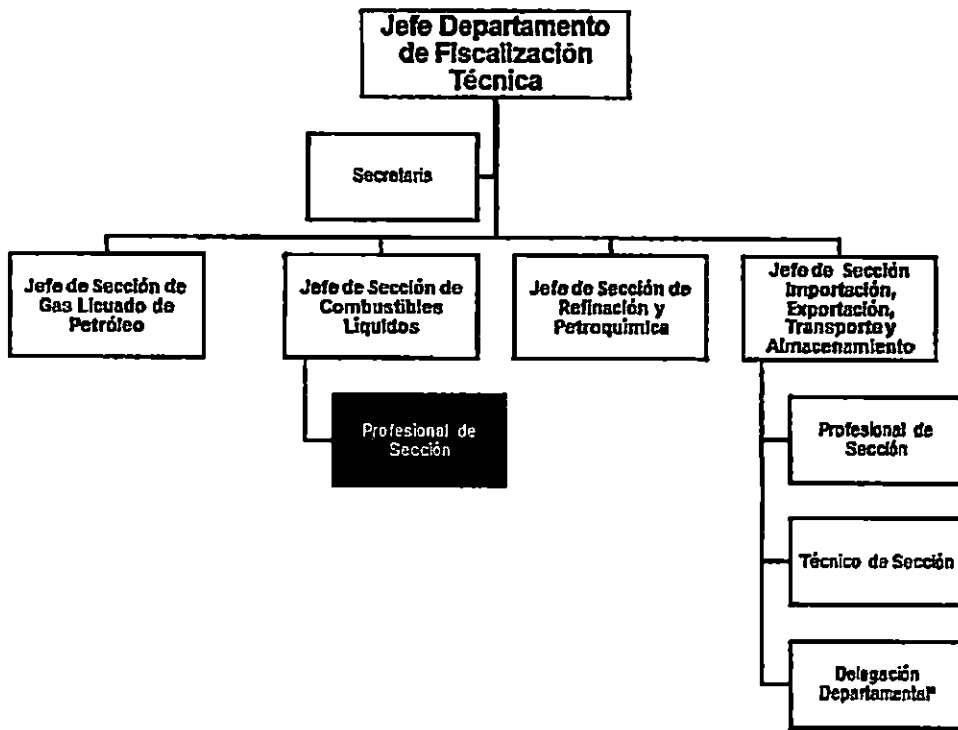 Jefe Departamento
de Fiscalización
Técnica
Secretaria
Jefe de Sección de
Gas Licuado de
Petróleo
Jefe de Sección de
Combustibles
Líquidos
Jefe de Sección de
Refinación y
Petroquímica
Jefe de Sección
Importación,
Exportación,
Transporte y
Almacenamiento
Profesional de
Sección
Profesional de
Sección
Técnico de Sección
Delegación
Departamental*